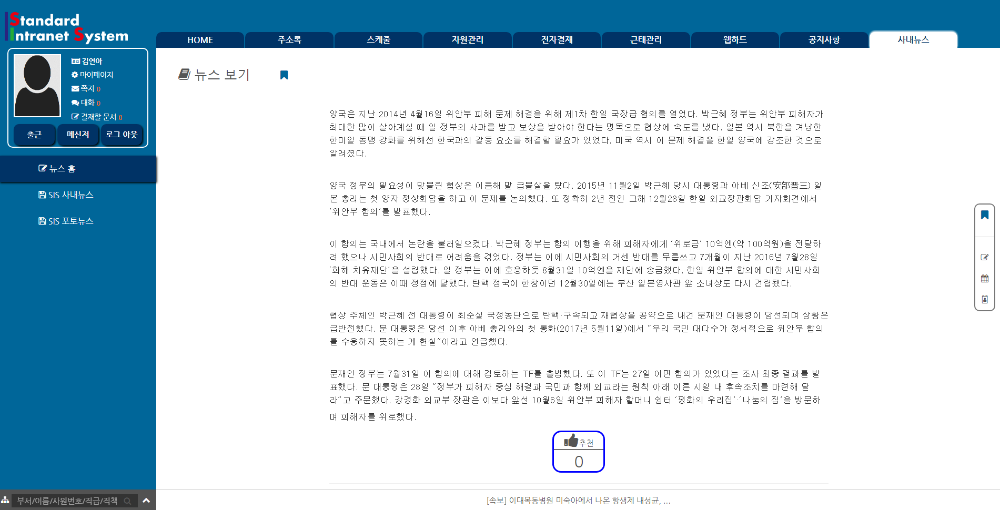 Standard
Intranet System
HOME 주소록 스케줄 자원관리 전자결재 근태관리 웹하드 공지사항 사내뉴스
김연아
마이페이지
쪽지 0
대화 0
결재할 문서 0
출근 메신저 로그 아웃
뉴스 홈
SIS 사내뉴스
SIS 포토뉴스
뉴스 보기
양국은 지난 2014년 4월16일 위안부 피해 문제 해결을 위해 제1차 한일 국장급 협의를 열었다. 박근혜 정부는 위안부 피해자가
최대한 많이 살아계실 때 일 정부의 사과를 받고 보상을 받아야 한다는 명목으로 협상에 속도를 냈다. 일본 역시 북한을 겨냥한
한미일 동맹 강화를 위해선 한국과의 갈등 요소를 해결할 필요가 있었다. 미국 역시 이 문제 해결을 한일 양국에 강조한 것으로
알려졌다.
양국 정부의 필요성이 맞물린 협상은 이듬해 말 급물살을 탔다. 2015년 11월2일 박근혜 당시 대통령과 아베 신조(安部晋三) 일
본 총리는 첫 양자 정상회담을 하고 이 문제를 논의했다. 또 정확히 2년 전인 그해 12월28일 한일 외교장관회담 기자회견에서
‘위안부 합의’를 발표했다.
이 합의는 국내에서 논란을 불러일으켰다. 박근혜 정부는 합의 이행을 위해 피해자에게 ‘위로금’ 10억엔(약 100억원)을 전달하
려 했으나 시민사회의 반대로 어려움을 겪었다. 정부는 이에 시민사회의 거센 반대를 무릅쓰고 7개월이 지난 2016년 7월28일
‘화해·치유재단’을 설립했다. 일 정부는 이에 호응하듯 8월31일 10억엔을 재단에 송금했다. 한일 위안부 합의에 대한 시민사회
의 반대 운동은 이때 정점에 달했다. 탄핵 정국이 한창이던 12월30일에는 부산 일본영사관 앞 소녀상도 다시 건립됐다.
협상 주체인 박근혜 전 대통령이 최순실 국정농단으로 탄핵·구속되고 재협상을 공약으로 내건 문재인 대통령이 당선되며 상황은
급반전했다. 문 대통령은 당선 이후 아베 총리와의 첫 통화(2017년 5월11일)에서 “우리 국민 대다수가 정서적으로 위안부 합의
를 수용하지 못하는 게 현실”이라고 언급했다.
문재인 정부는 7월31일 이 합의에 대해 검토하는 TF를 출범했다. 또 이 TF는 27일 이면 합의가 있었다는 조사 최종 결과를 발
표했다. 문 대통령은 28일 “정부가 피해자 중심 해결과 국민과 함께 외교라는 원칙 아래 이른 시일 내 후속조치를 마련해 달
라”고 주문했다. 강경화 외교부 장관은 이보다 앞선 10월6일 위안부 피해자 할머니 쉼터 ‘평화의 우리집’·‘나눔의 집’을 방문하
며 피해자를 위로했다.
추천
0
부서/이름/사원번호/직급/직책
[속보] 이대목동병원 미숙아에서 나온 항생제 내성균, ...